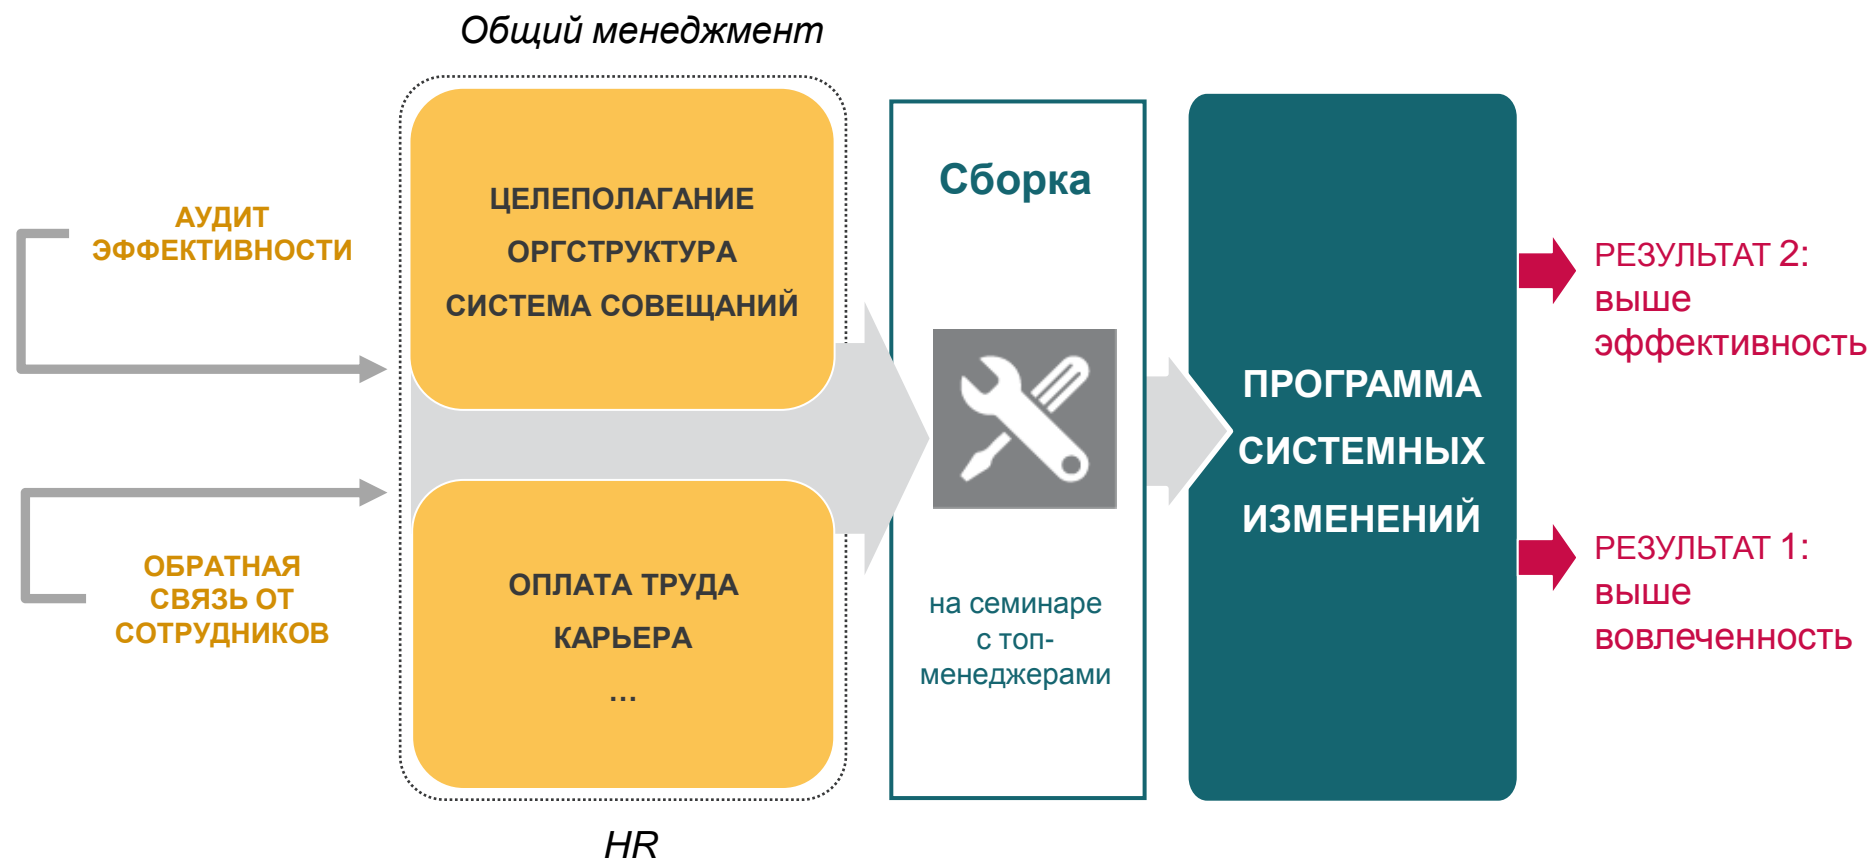 Общий менеджмент
АУДИТ
ЭФФЕКТИВНОСТИ
ОБРАТНАЯ
СВЯЗЬ ОТ
СОТРУДНИКОВ
ЦЕЛЕПОЛАГАНИЕ
ОРГСТРУКТУРА
СИСТЕМА СОВЕЩАНИЙ
ОПЛАТА ТРУДА
КАРЬЕРА
...
HR
Сборка
на семинаре
с топ-
менеджерами
ПРОГРАММА
СИСТЕМНЫХ
ИЗМЕНЕНИЙ
РЕЗУЛЬТАТ 2:
выше
эффективность
РЕЗУЛЬТАТ 1:
выше
вовлеченность